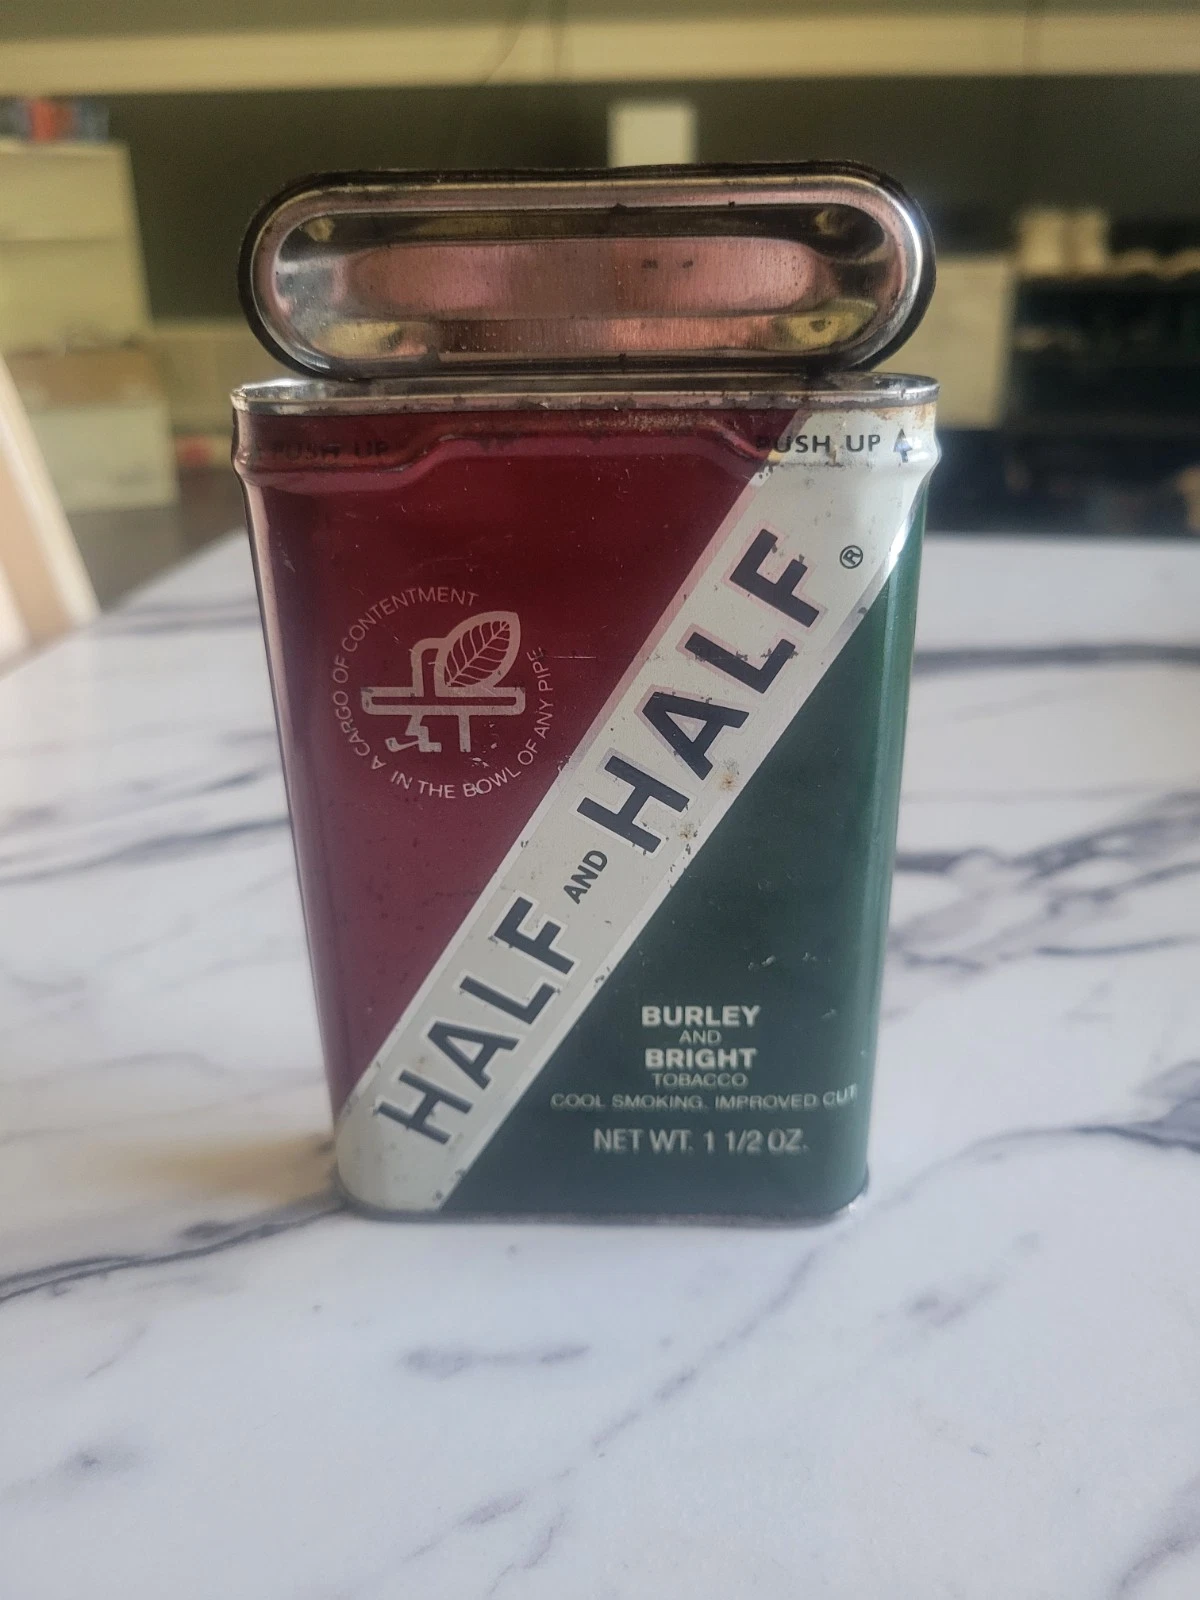 PUSH UP
PUSH UP
HALF AND HALF ®
A CARGO OF CONTENTMENT
IN THE BOWL OF ANY PIPE
BURLEY
AND
BRIGHT
TOBACCO
COOL SMOKING, IMPROVED CUT
NET WT. 1 1/2 OZ.